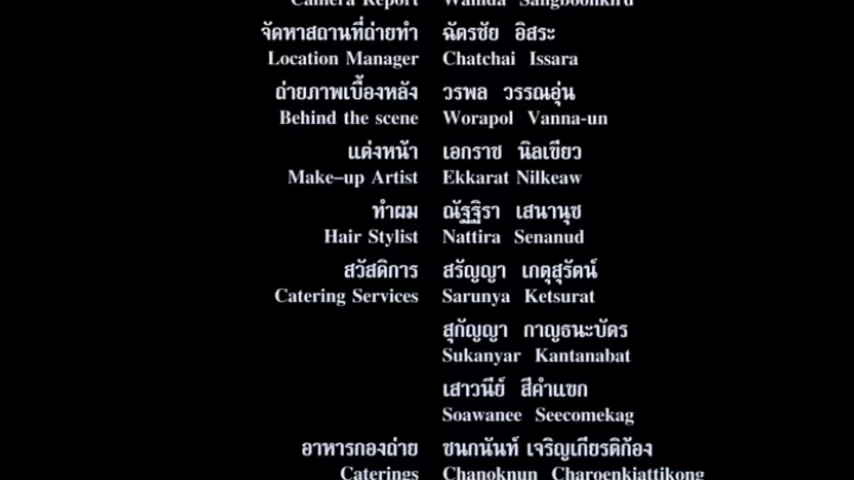 Camera Report Wanida Sangboonkird
จัดหาสถานที่ถ่ายทำ ฉัตรชัย อิสระ
Location Manager Chatchai Issara
ถ่ายภาพเบื้องหลัง วรพล วรรณอุ่น
Behind the scene Worapol Vanna-un
แต่งหน้า เอกราช นิลเขียว
Make-up Artist Ekkarat Nilkeaw
ทำผม ณัฐฐิรา เสนานุช
Hair Stylist Nattira Senanud
สวัสดิการ สรัญญา เกตุสุรัตน์
Catering Services Sarunya Ketsurat
สุกัญญา กาญธนะบัตร
Sukanyar Kantanabat
เสาวนีย์ สีคำแขก
Soawanee Seecomekag
อาหารกองถ่าย ชนกนันท์ เจริญเกียรติก้อง
Caterings Chanoknun Charoenkiattikong